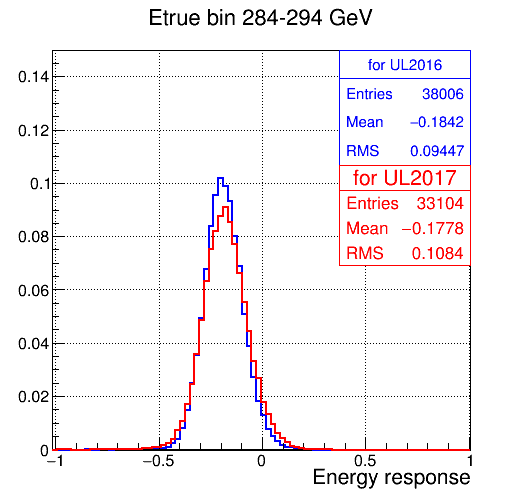 Etrue bin 284-294 GeV
for UL2016
Entries 38006
Mean −0.1842
RMS 0.09447
for UL2017
Entries 33104
Mean −0.1778
RMS 0.1084
0.14
0.12
0.1
0.08
0.06
0.04
0.02
0
−1 −0.5 0 0.5 1
Energy response